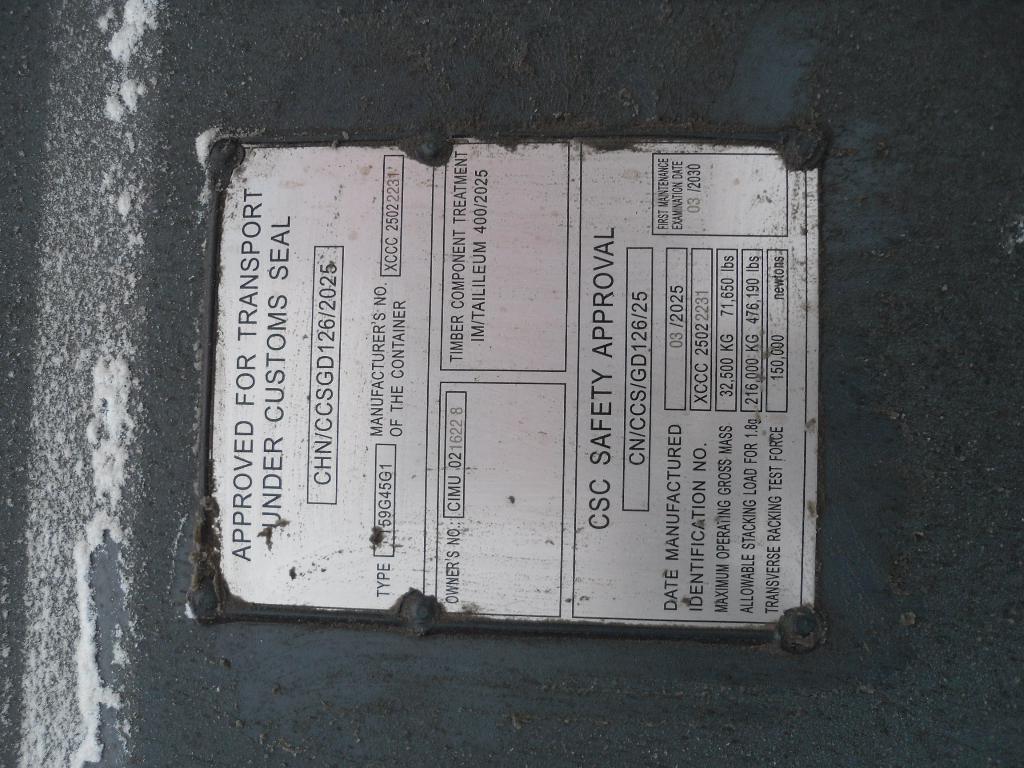 APPROVED FOR TRANSPORT
UNDER CUSTOMS SEAL
CHN/CCSGD126/2025
TYPE 59G45G1 MANUFACTURER'S NO. OF THE CONTAINER XCCC 25022231
OWNER'S NO.: CIMU 021622 8
TIMBER COMPONENT TREATMENT
IM/TAILILEUM 400/2025
CSC SAFETY APPROVAL
CN/CCS/GD126/25
DATE MANUFACTURED 03 /2025
IDENTIFICATION NO. XCCC 25022231
MAXIMUM OPERATING GROSS MASS 32,500 KG 71,650 lbs
ALLOWABLE STACKING LOAD FOR 1.8g 216,000 KG 476,190 lbs
TRANSVERSE RACKING TEST FORCE 150,000 newtons
FIRST MAINTENANCE
EXAMINATION DATE
03 /2030